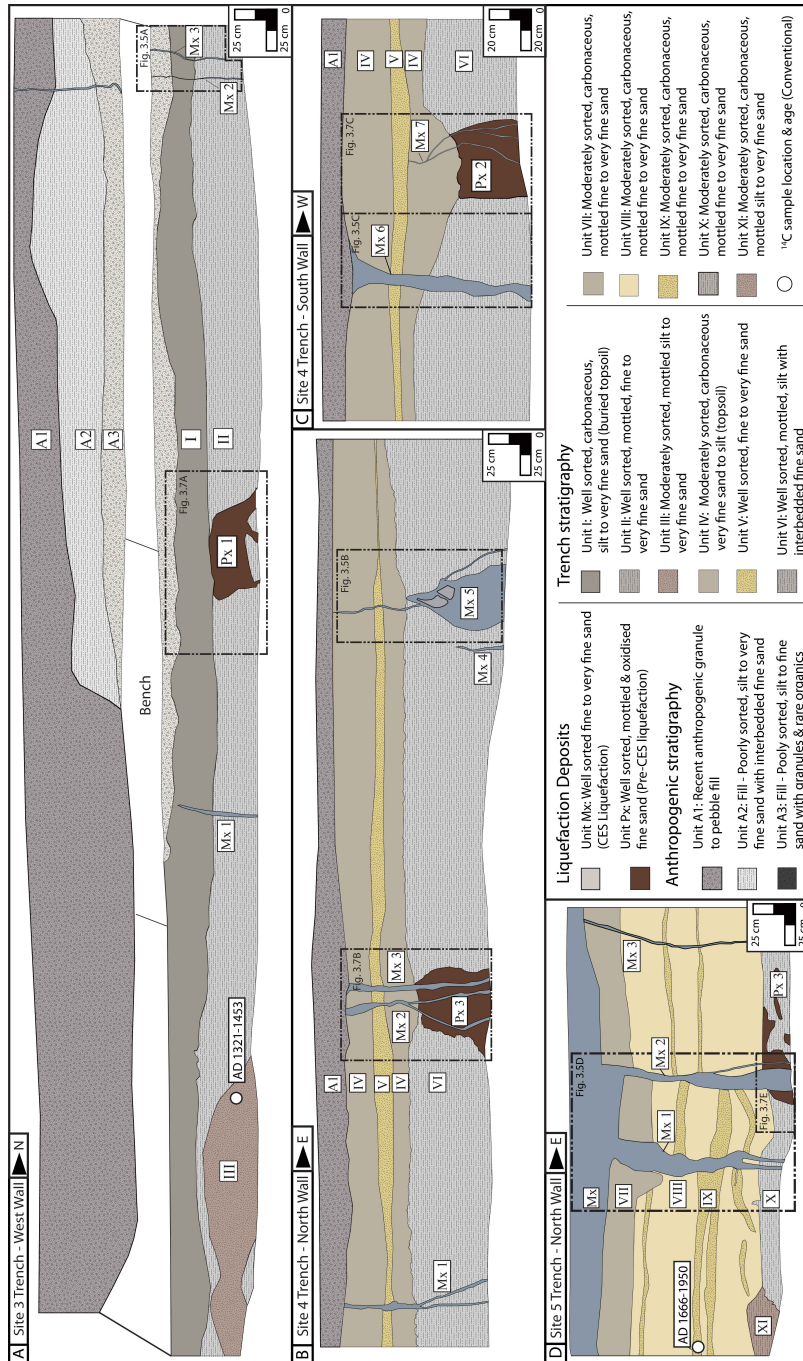 A
Site 3 Trench - West Wall
N
A1
A2
A3
Bench
I
II
III
Mx 1
Px 1
Fig. 3.7A
Fig. 3.5A
Mx 2
Mx 3
AD 1321-1453
25 cm
25 cm
0
B
Site 4 Trench - North Wall
E
A1
IV
V
IV
VI
Mx 1
Mx 2
Mx 3
Px 3
Fig. 3.7B
Mx 4
Mx 5
Fig. 3.5B
25 cm
25 cm
0
C
Site 4 Trench - South Wall
W
A1
IV
V
IV
VI
Fig. 3.5C
Mx 6
Fig. 3.7C
Mx 7
Px 2
20 cm
20 cm
0
D
Site 5 Trench - North Wall
E
Mx
VII
VIII
IX
X
XI
AD 1666-1950
Mx 1
Mx 2
Mx 3
Px 3
Fig. 3.5D
Fig. 3.7E
25 cm
25 cm
0
Liquefaction Deposits
Unit Mx: Well sorted fine to very fine sand
(CES Liquefaction)
Unit Px: Well sorted, mottled & oxidised
fine sand (Pre-CES liquefaction)
Anthropogenic stratigraphy
Unit A1: Recent anthropogenic granule
to pebble fill
Unit A2: Fill - Poorly sorted, silt to very
fine sand with interbedded fine sand
Unit A3: Fill - Pooly sorted, silt to fine
sand with granules & rare organics
Trench stratigraphy
Unit I: Well sorted, carbonaceous,
silt to very fine sand (buried topsoil)
Unit II: Well sorted, mottled, fine to
very fine sand
Unit III: Moderately sorted, mottled silt to
very fine sand
Unit IV: Moderately sorted, carbonaceous
very fine sand to silt (topsoil)
Unit V: Well sorted, fine to very fine sand
Unit VI: Well sorted, mottled, silt with
interbedded fine sand
Unit VII: Moderately sorted, carbonaceous,
mottled fine to very fine sand
Unit VIII: Moderately sorted, carbonaceous,
mottled fine to very fine sand
Unit IX: Moderately sorted, carbonaceous,
mottled fine to very fine sand
Unit X: Moderately sorted, carbonaceous,
mottled fine to very fine sand
Unit XI: Moderately sorted, carbonaceous,
mottled silt to very fine sand
¹⁴C sample location & age (Conventional)